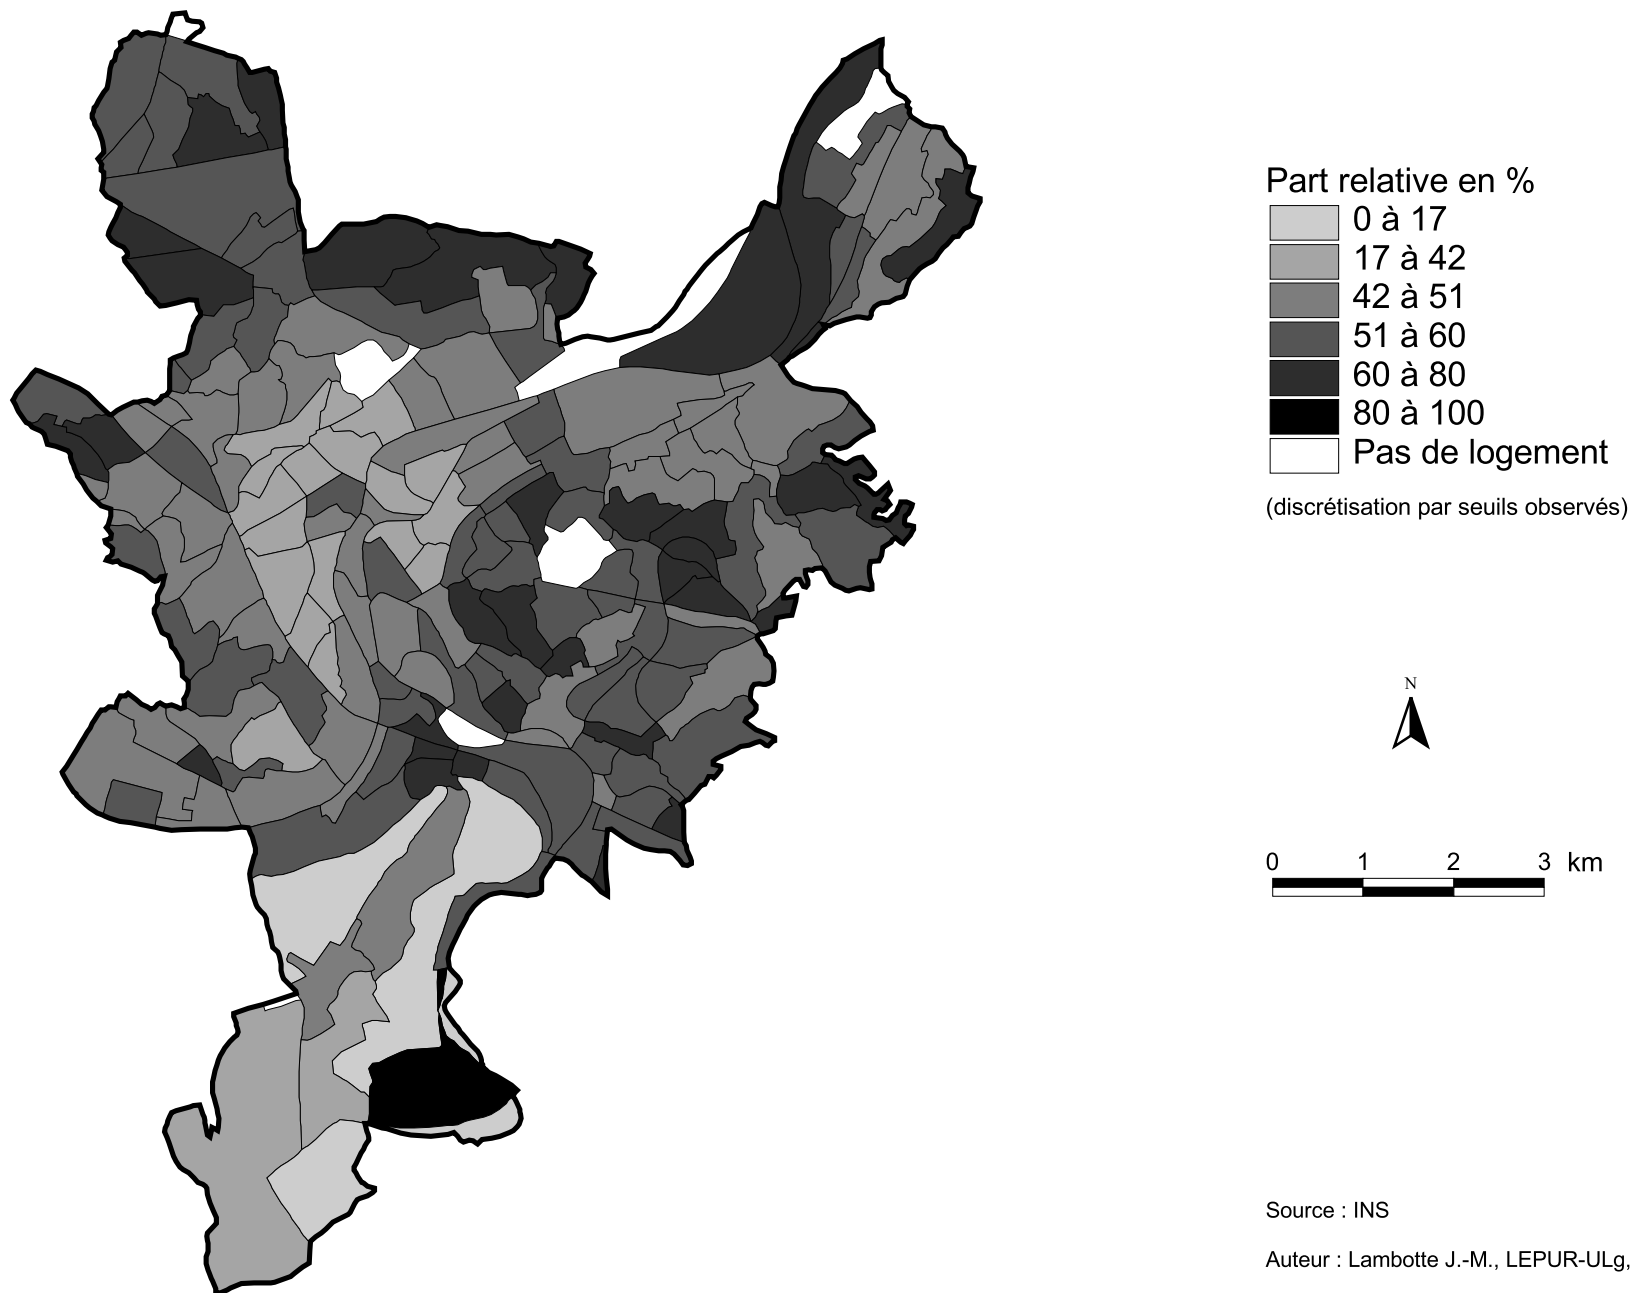 Part relative en %
0 à 17
17 à 42
42 à 51
51 à 60
60 à 80
80 à 100
Pas de logement
(discrétisation par seuils observés)
N
0 1 2 3 km
Source : INS
Auteur : Lambotte J.-M., LEPUR-ULg,